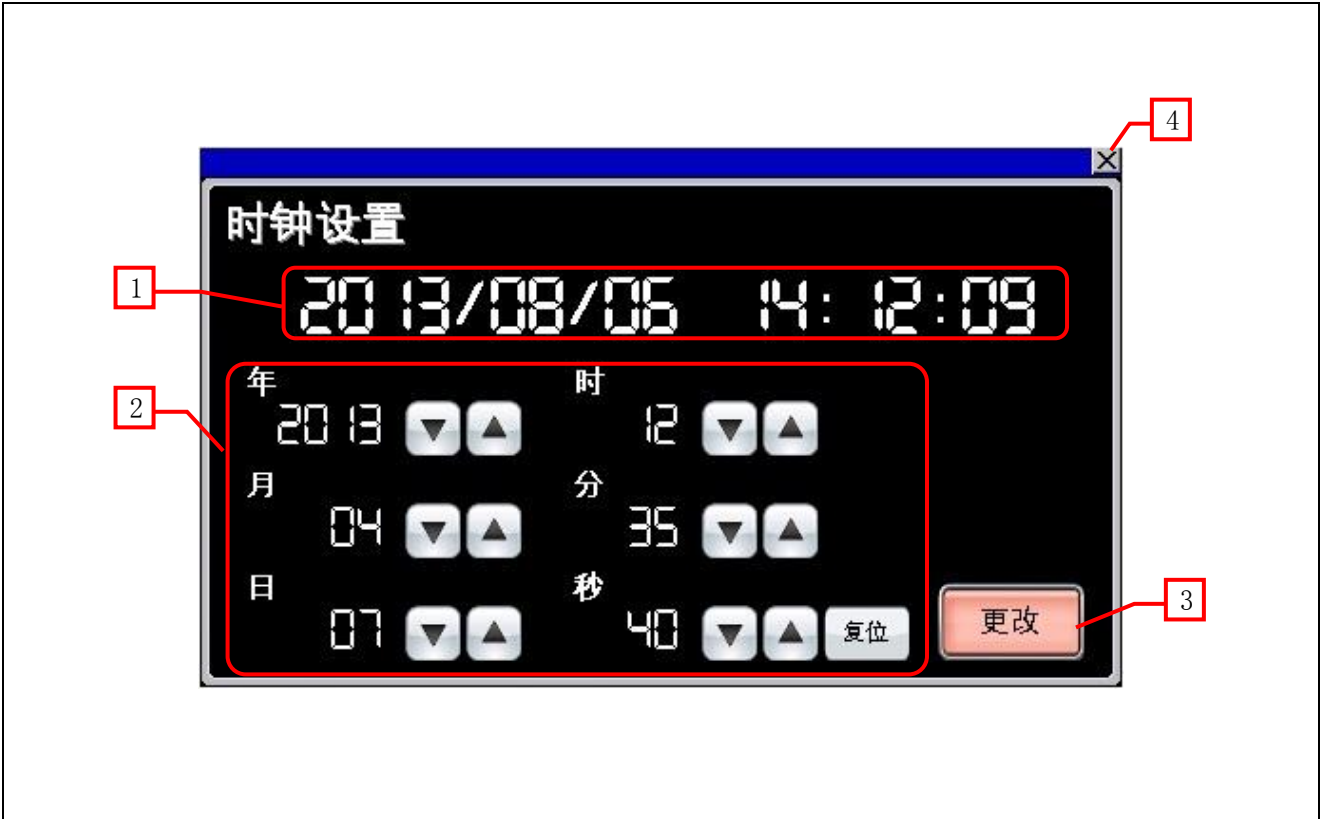 4
时钟设置
1
2013/08/06 14:12:09
2
年 时
2013 ▼ ▲ 12 ▼ ▲
月 分
04 ▼ ▲ 35 ▼ ▲
日 秒
07 ▼ ▲ 40 ▼ ▲ 复位
更改
3